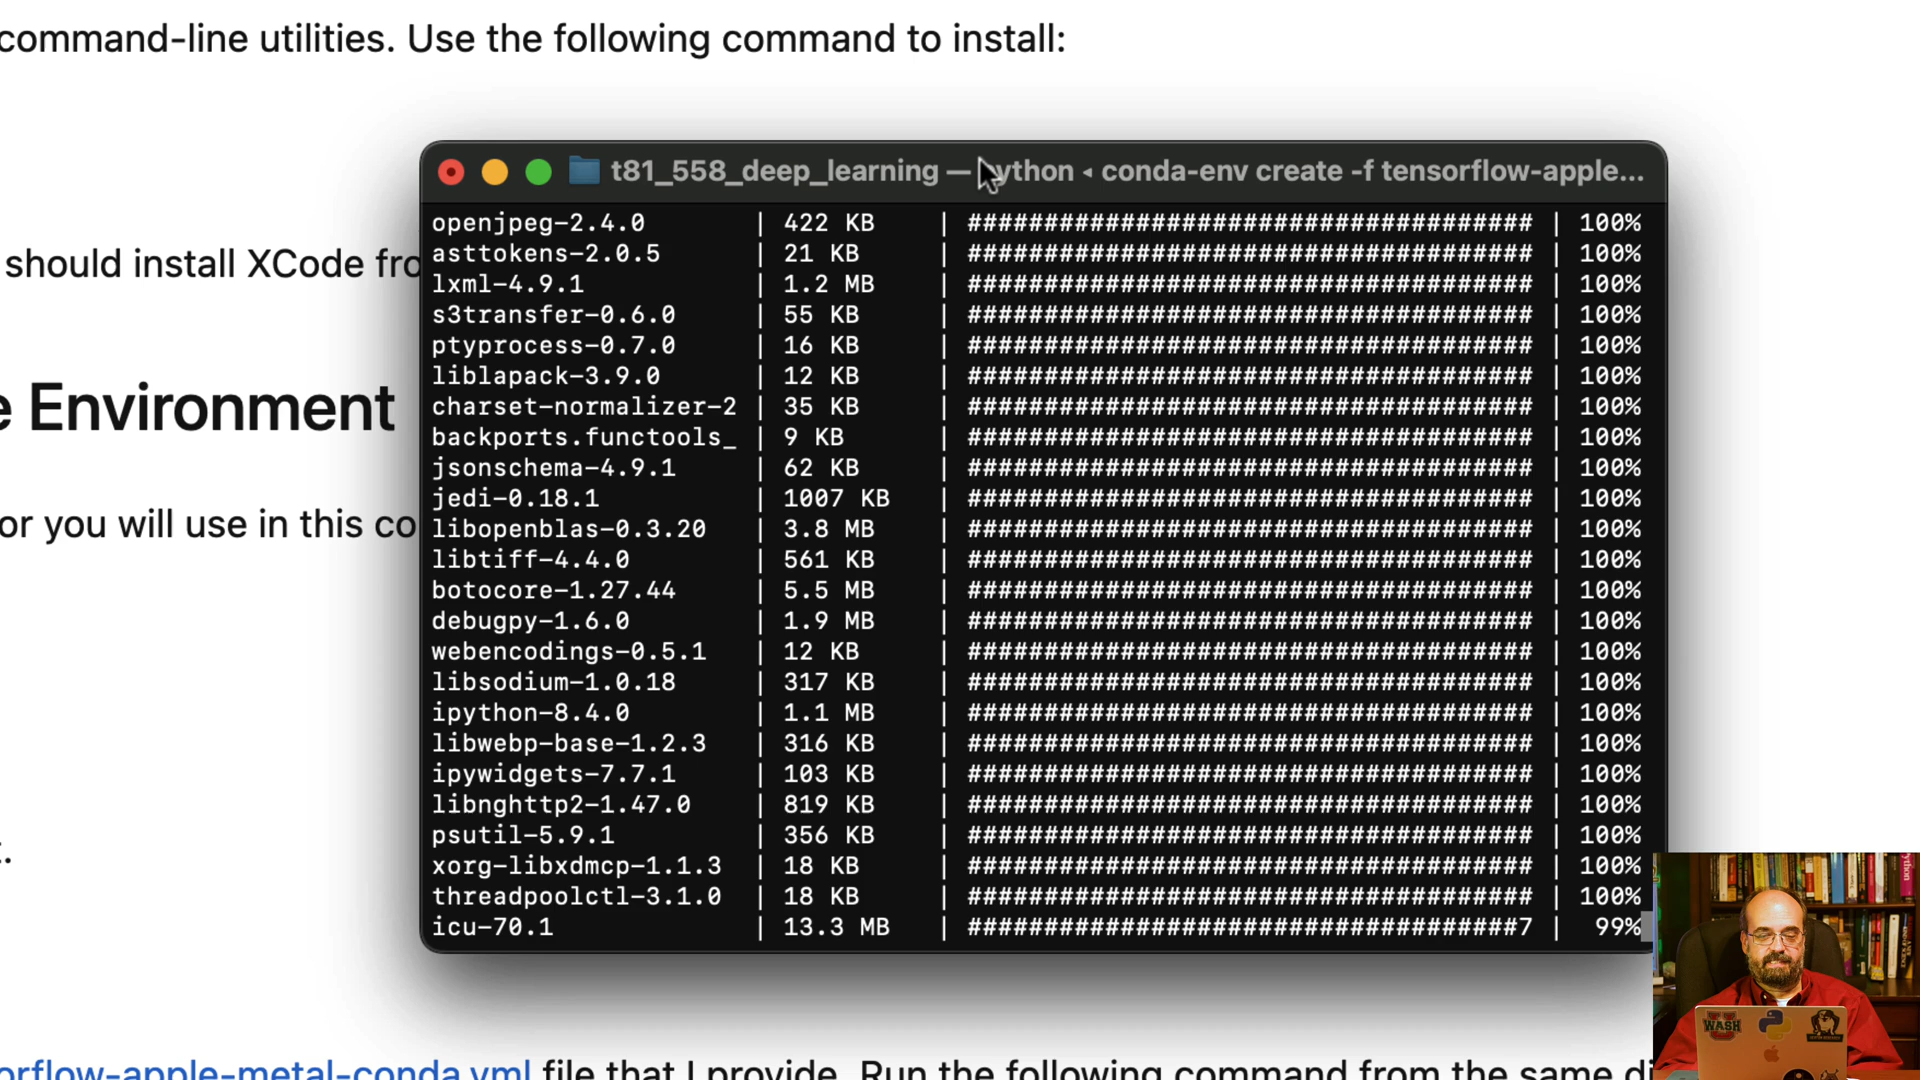 command-line utilities. Use the following command to install:
t81_558_deep_learning — python ◂ conda-env create -f tensorflow-apple...
openjpeg-2.4.0 | 422 KB | ##################################### | 100%
asttokens-2.0.5 | 21 KB | ##################################### | 100%
should install XCode fro
lxml-4.9.1 | 1.2 MB | ##################################### | 100%
s3transfer-0.6.0 | 55 KB | ##################################### | 100%
ptyprocess-0.7.0 | 16 KB | ##################################### | 100%
liblapack-3.9.0 | 12 KB | ##################################### | 100%
e Environment
charset-normalizer-2 | 35 KB | ##################################### | 100%
backports.functools_ | 9 KB | ##################################### | 100%
jsonschema-4.9.1 | 62 KB | ##################################### | 100%
jedi-0.18.1 | 1007 KB | ##################################### | 100%
or you will use in this co
libopenblas-0.3.20 | 3.8 MB | ##################################### | 100%
libtiff-4.4.0 | 561 KB | ##################################### | 100%
botocore-1.27.44 | 5.5 MB | ##################################### | 100%
debugpy-1.6.0 | 1.9 MB | ##################################### | 100%
webencodings-0.5.1 | 12 KB | ##################################### | 100%
libsodium-1.0.18 | 317 KB | ##################################### | 100%
ipython-8.4.0 | 1.1 MB | ##################################### | 100%
libwebp-base-1.2.3 | 316 KB | ##################################### | 100%
ipywidgets-7.7.1 | 103 KB | ##################################### | 100%
libnghttp2-1.47.0 | 819 KB | ##################################### | 100%
psutil-5.9.1 | 356 KB | ##################################### | 100%
xorg-libxdmcp-1.1.3 | 18 KB | ##################################### | 100%
threadpoolctl-3.1.0 | 18 KB | ##################################### | 100%
icu-70.1 | 13.3 MB | ####################################7 | 99%
orflow-apple-metal-conda.yml file that I provide. Run the following command from the same di
WASH